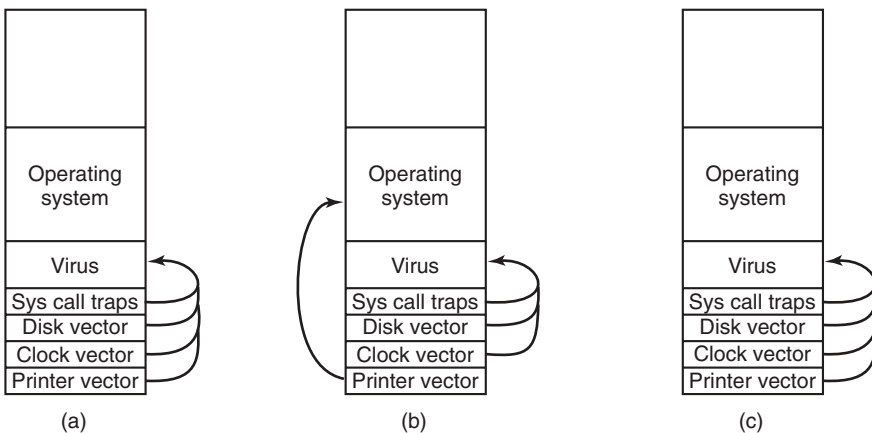 Operating
system
Virus
Sys call traps
Disk vector
Clock vector
Printer vector
(a)
Operating
system
Virus
Sys call traps
Disk vector
Clock vector
Printer vector
(b)
Operating
system
Virus
Sys call traps
Disk vector
Clock vector
Printer vector
(c)